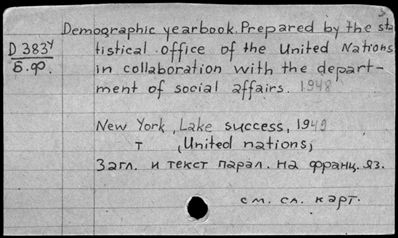 Demographic yearbook. Prepared by the sta
D 383у
tistical office of the United Nations
Б.ф.
in collaboration with the depart-
ment of social affairs. 1948
New York, Lake success, 1949
т (United nations)
Загл. и текст парал. на франц. яз.
см. сл. карт.